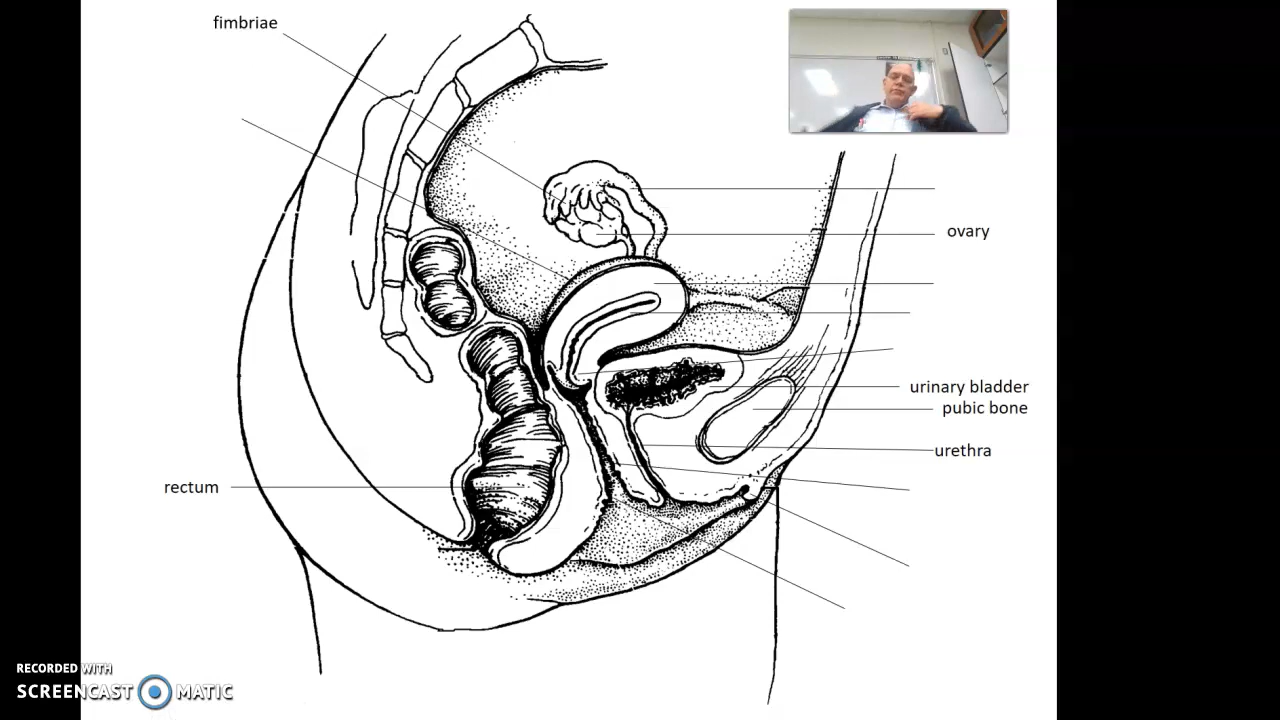 fimbriae
ovary
urinary bladder
pubic bone
urethra
rectum
RECORDED WITH
SCREENCAST MATIC